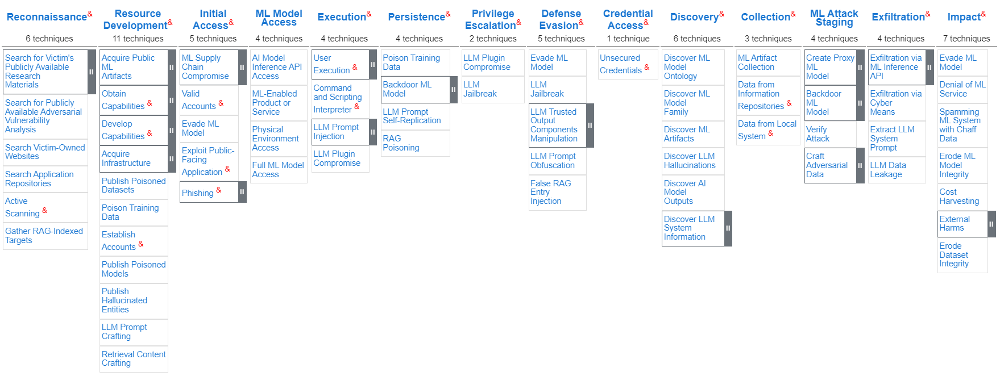 Reconnaissance&
6 techniques
Search for Victim's
Publicly Available
Research
Materials
Search for Publicly
Available Adversarial
Vulnerability
Analysis
Search Victim-Owned
Websites
Search Application
Repositories
Active
Scanning &
Gather RAG-Indexed
Targets
Resource
Development&
11 techniques
Acquire Public
ML
Artifacts
Obtain
Capabilities &
Develop
Capabilities &
Acquire
Infrastructure
Publish Poisoned
Datasets
Poison Training
Data
Establish
Accounts &
Publish Poisoned
Models
Publish
Hallucinated
Entities
LLM Prompt
Crafting
Retrieval Content
Crafting
Initial
Access&
5 techniques
ML Supply
Chain
Compromise
Valid
Accounts &
Evade ML
Model
Exploit Public-
Facing
Application &
Phishing &
ML Model
Access
4 techniques
AI Model
Inference API
Access
ML-Enabled
Product or
Service
Physical
Environment
Access
Full ML Model
Access
Execution&
4 techniques
User
Execution &
Command
and Scripting
Interpreter &
LLM Prompt
Injection
LLM Plugin
Compromise
Persistence&
4 techniques
Poison Training
Data
Backdoor ML
Model
LLM Prompt
Self-Replication
RAG
Poisoning
Privilege
Escalation&
2 techniques
LLM Plugin
Compromise
LLM
Jailbreak
Defense
Evasion&
5 techniques
Evade ML
Model
LLM
Jailbreak
LLM Trusted
Output
Components
Manipulation
LLM Prompt
Obfuscation
False RAG
Entry
Injection
Credential
Access&
1 technique
Unsecured
Credentials &
Discovery&
6 techniques
Discover ML
Model
Ontology
Discover ML
Model
Family
Discover ML
Artifacts
Discover LLM
Hallucinations
Discover AI
Model
Outputs
Discover LLM
System
Information
Collection&
3 techniques
ML Artifact
Collection
Data from
Information
Repositories &
Data from Local
System &
ML Attack
Staging
4 techniques
Create Proxy
ML
Model
Backdoor
ML
Model
Verify
Attack
Craft
Adversarial
Data
Exfiltration&
4 techniques
Exfiltration via
ML Inference
API
Exfiltration via
Cyber
Means
Extract LLM
System
Prompt
LLM Data
Leakage
Impact&
7 techniques
Evade ML
Model
Denial of ML
Service
Spamming
ML System
with Chaff
Data
Erode ML
Model
Integrity
Cost
Harvesting
External
Harms
Erode
Dataset
Integrity